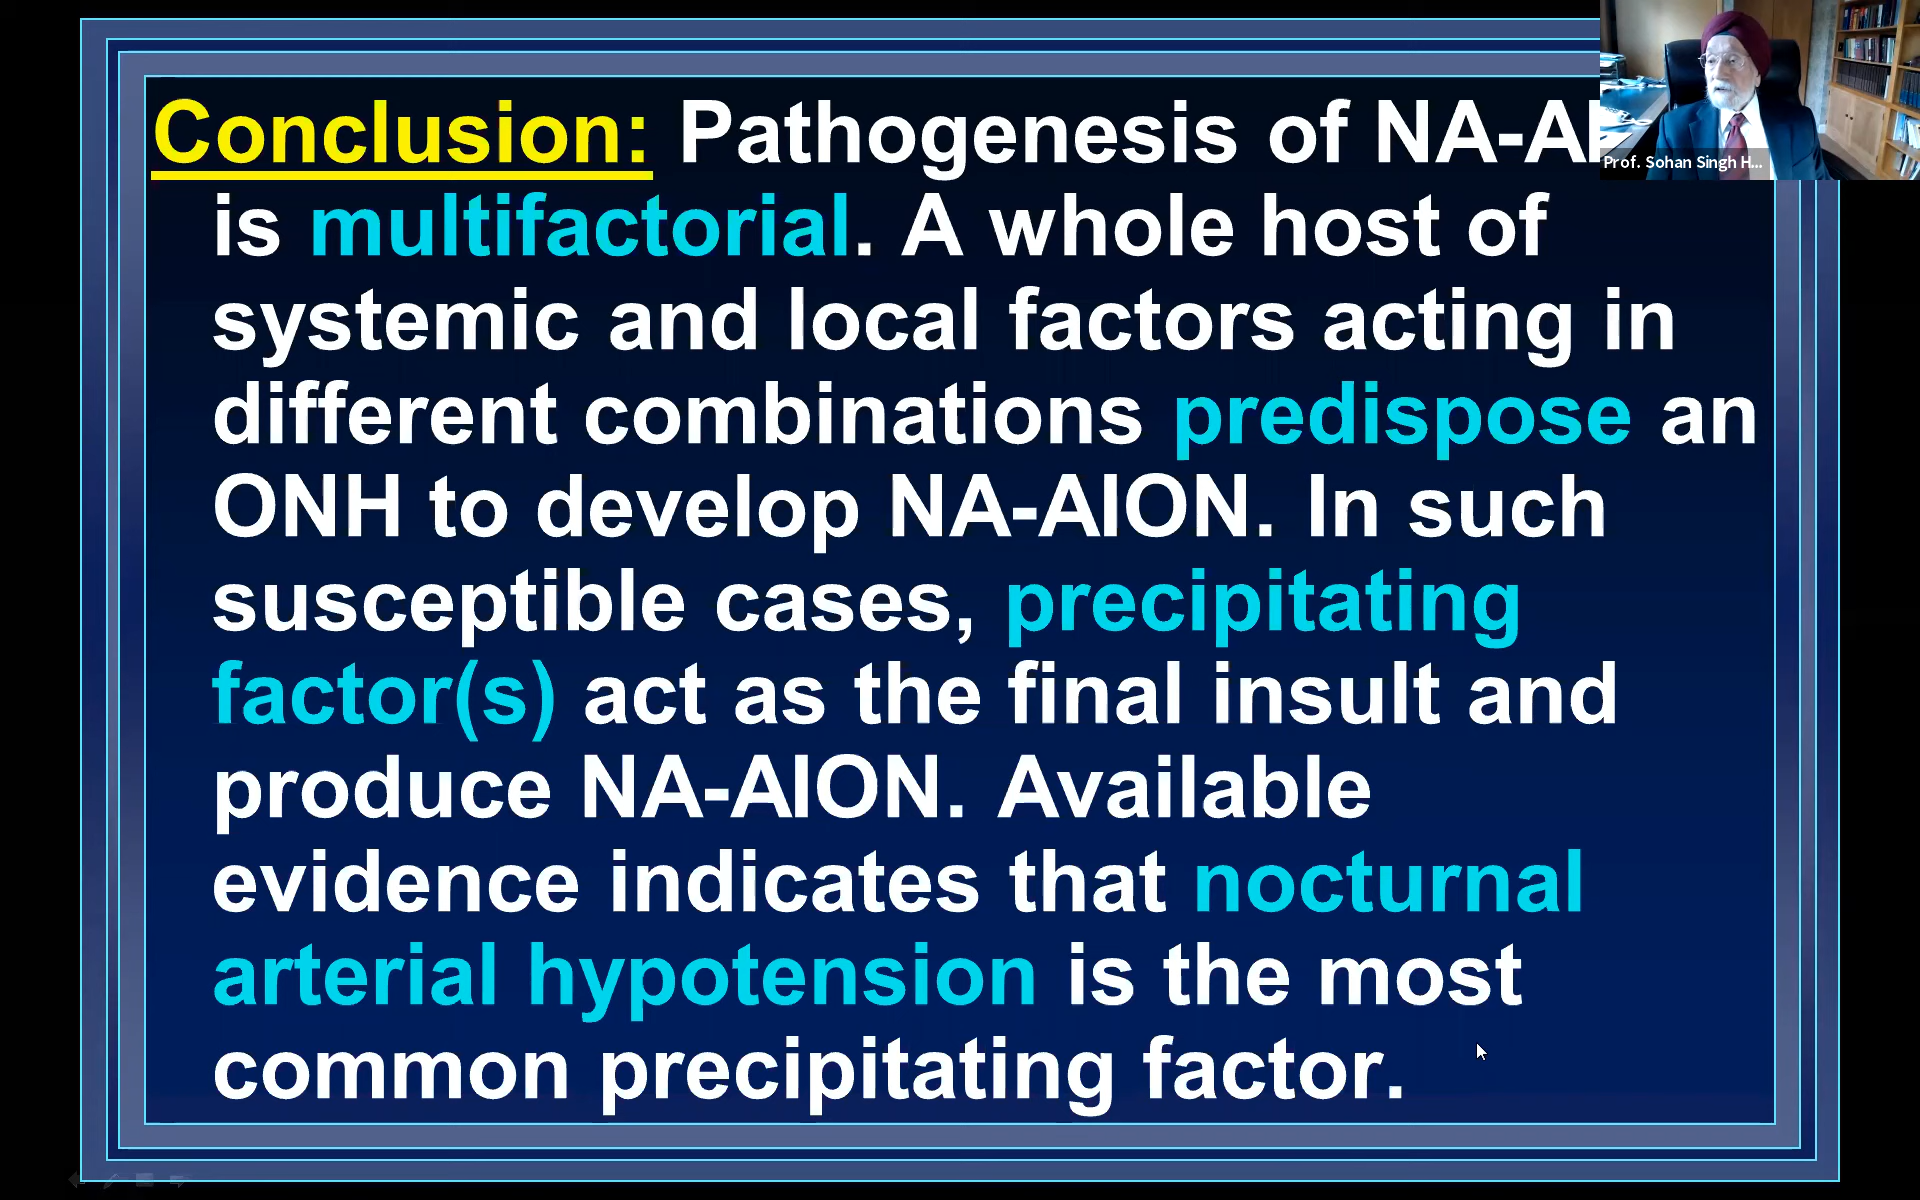 Conclusion: Pathogenesis of NA-AI
is multifactorial. A whole host of
systemic and local factors acting in
different combinations predispose an
ONH to develop NA-AION. In such
susceptible cases, precipitating
factor(s) act as the final insult and
produce NA-AION. Available
evidence indicates that nocturnal
arterial hypotension is the most
common precipitating factor.
Prof. Sohan Singh H...